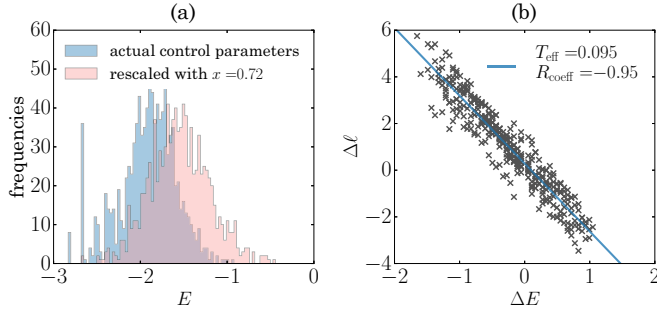 (a)
60
50
40
30
20
10
0
frequencies
actual control parameters
rescaled with x =0.72
−3
−2
−1
0
E
(b)
6
4
2
0
−2
−4
Δℓ
T_eff =0.095
R_coeff =−0.95
−2
−1
0
1
2
ΔE